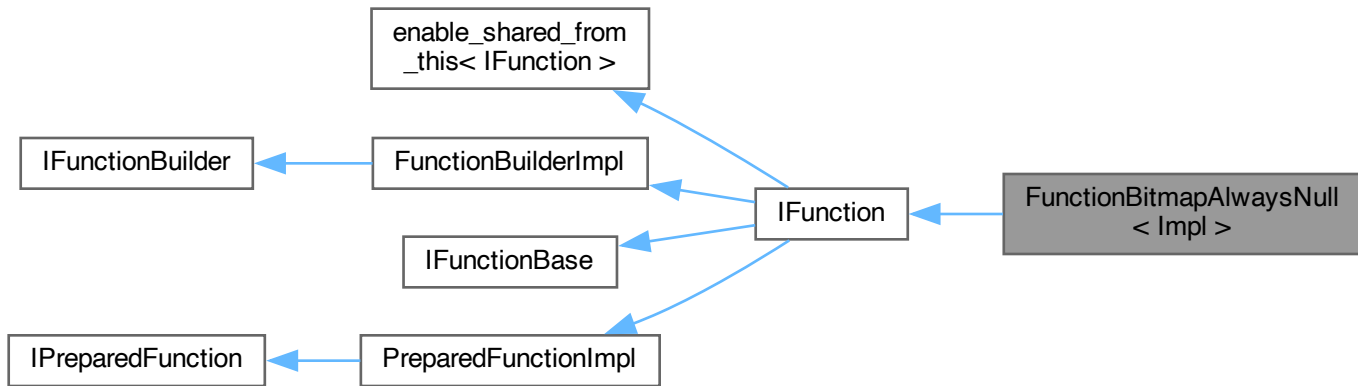 enable_shared_from
_this< IFunction >
IFunctionBuilder
FunctionBuilderImpl
IFunction
FunctionBitmapAlwaysNull
< Impl >
IFunctionBase
IPreparedFunction
PreparedFunctionImpl